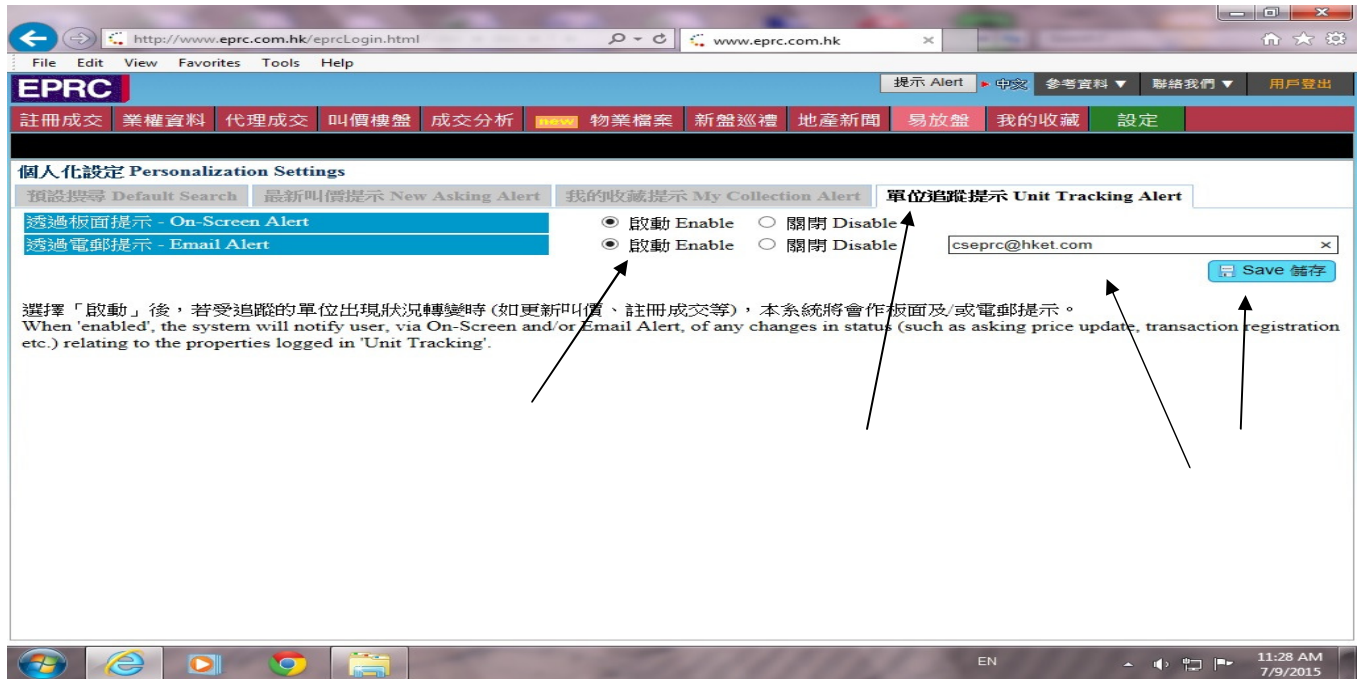 http://www.eprc.com.hk/eprcLogin.html
www.eprc.com.hk
File Edit View Favorites Tools Help
EPRC
提示 Alert 中文 參考資料 ▼ 聯絡我們 ▼ 用戶登出
註冊成交 業權資料 代理成交 叫價樓盤 成交分析 new 物業檔案 新盤巡禮 地產新聞 易放盤 我的收藏 設定
個人化設定 Personalization Settings
預設搜尋 Default Search 最新叫價提示 New Asking Alert 我的收藏提示 My Collection Alert 單位追蹤提示 Unit Tracking Alert
透過板面提示 - On-Screen Alert 啟動 Enable 關閉 Disable
透過電郵提示 - Email Alert 啟動 Enable 關閉 Disable cseprc@hket.com
Save 儲存
選擇「啟動」後，若受追蹤的單位出現狀況轉變時 (如更新叫價、註冊成交等)，本系統將會作板面及/或電郵提示。
When 'enabled', the system will notify user, via On-Screen and/or Email Alert, of any changes in status (such as asking price update, transaction registration
etc.) relating to the properties logged in 'Unit Tracking'.
EN
11:28 AM
7/9/2015